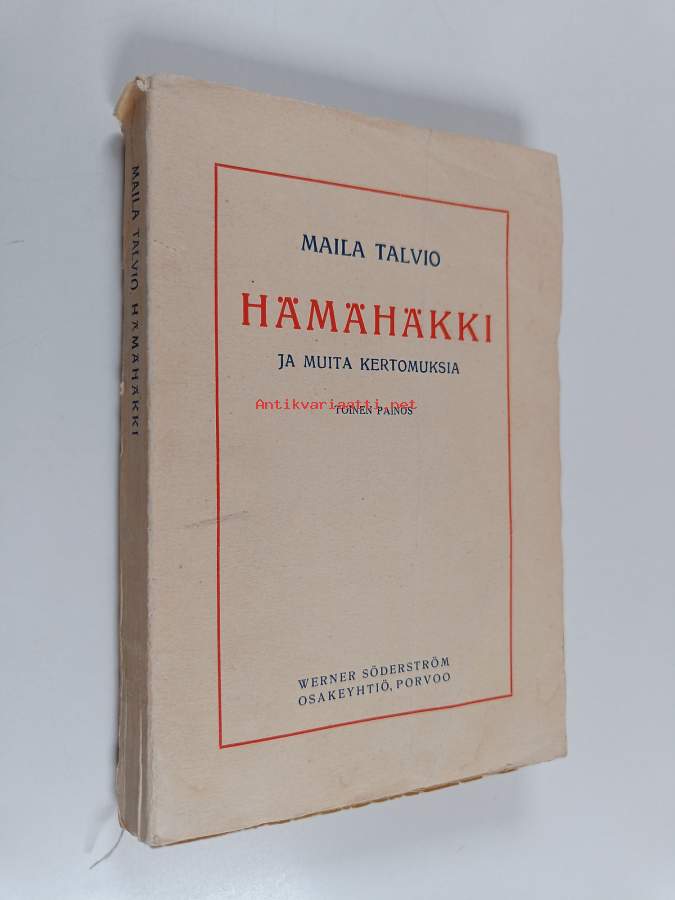 MAILA TALVIO HÄMÄHÄKKI
MAILA TALVIO
HÄMÄHÄKKI
JA MUITA KERTOMUKSIA
Antikvariaatti.net
TOINEN PAINOS
WERNER SÖDERSTRÖM
OSAKEYHTIÖ, PORVOO